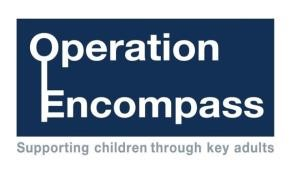 Operation
Encompass
Supporting children through key adults